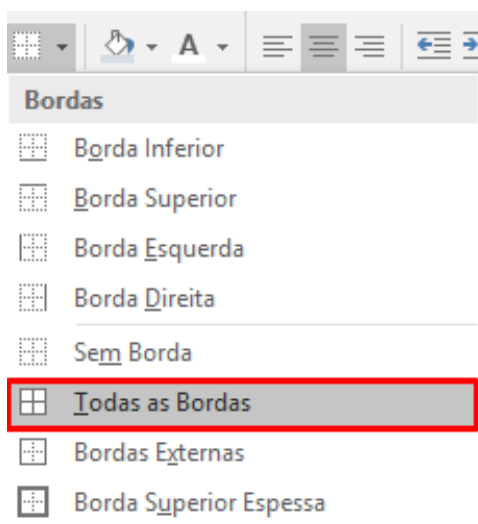 A
Bordas
Borda Inferior
Borda Superior
Borda Esquerda
Borda Direita
Sem Borda
Todas as Bordas
Bordas Externas
Borda Superior Espessa